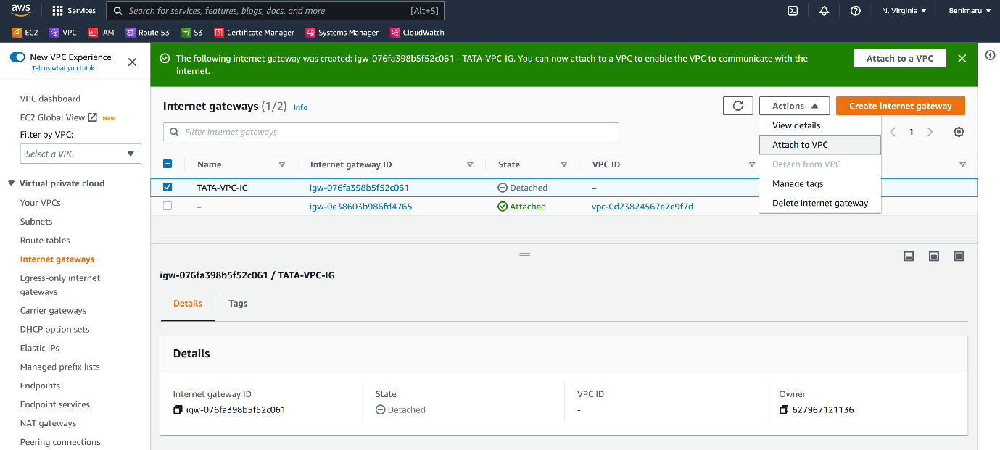 aws
Services
Search for services, features, blogs, docs, and more
[Alt+S]
N. Virginia
Benimaru
EC2
VPC
IAM
Route 53
S3
Certificate Manager
Systems Manager
CloudWatch
New VPC Experience
Tell us what you think
VPC dashboard
EC2 Global View
New
Filter by VPC:
Select a VPC
Virtual private cloud
Your VPCs
Subnets
Route tables
Internet gateways
Egress-only internet
gateways
Carrier gateways
DHCP option sets
Elastic IPs
Managed prefix lists
Endpoints
Endpoint services
NAT gateways
Peering connections
The following internet gateway was created: igw-076fa398b5f52c061 - TATA-VPC-IG. You can now attach to a VPC to enable the VPC to communicate with the
internet.
Attach to a VPC
Internet gateways (1/2) Info
Actions
Create internet gateway
Filter internet gateways
1
View details
Attach to VPC
Detach from VPC
Manage tags
Delete internet gateway
Name
Internet gateway ID
State
VPC ID
TATA-VPC-IG
igw-076fa398b5f52c061
Detached
–
–
igw-0e38603b986fd4765
Attached
vpc-0d23824567e7e9f7d
igw-076fa398b5f52c061 / TATA-VPC-IG
Details
Tags
Details
Internet gateway ID
igw-076fa398b5f52c061
State
Detached
VPC ID
-
Owner
627967121136